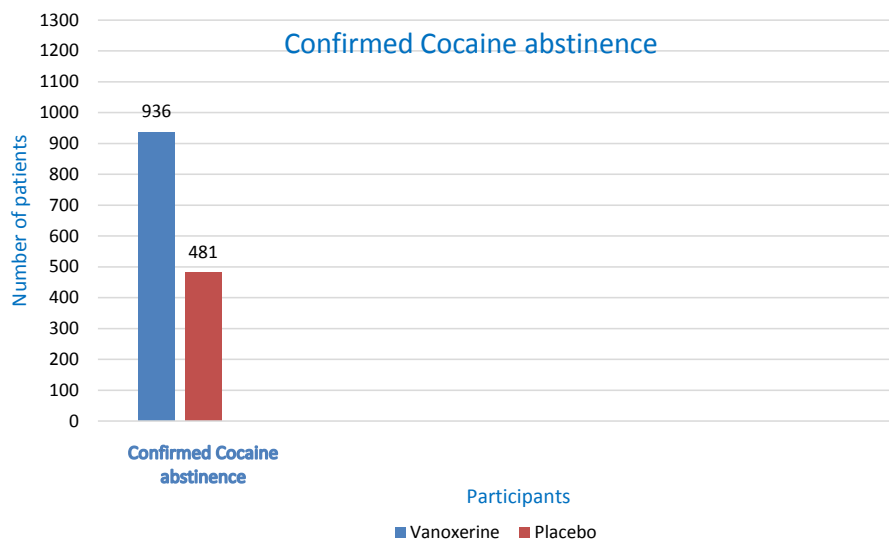 Confirmed Cocaine abstinence
Number of patients
1300
1200
1100
1000
900
800
700
600
500
400
300
200
100
0
936
481
Confirmed Cocaine
abstinence
Participants
Vanoxerine Placebo